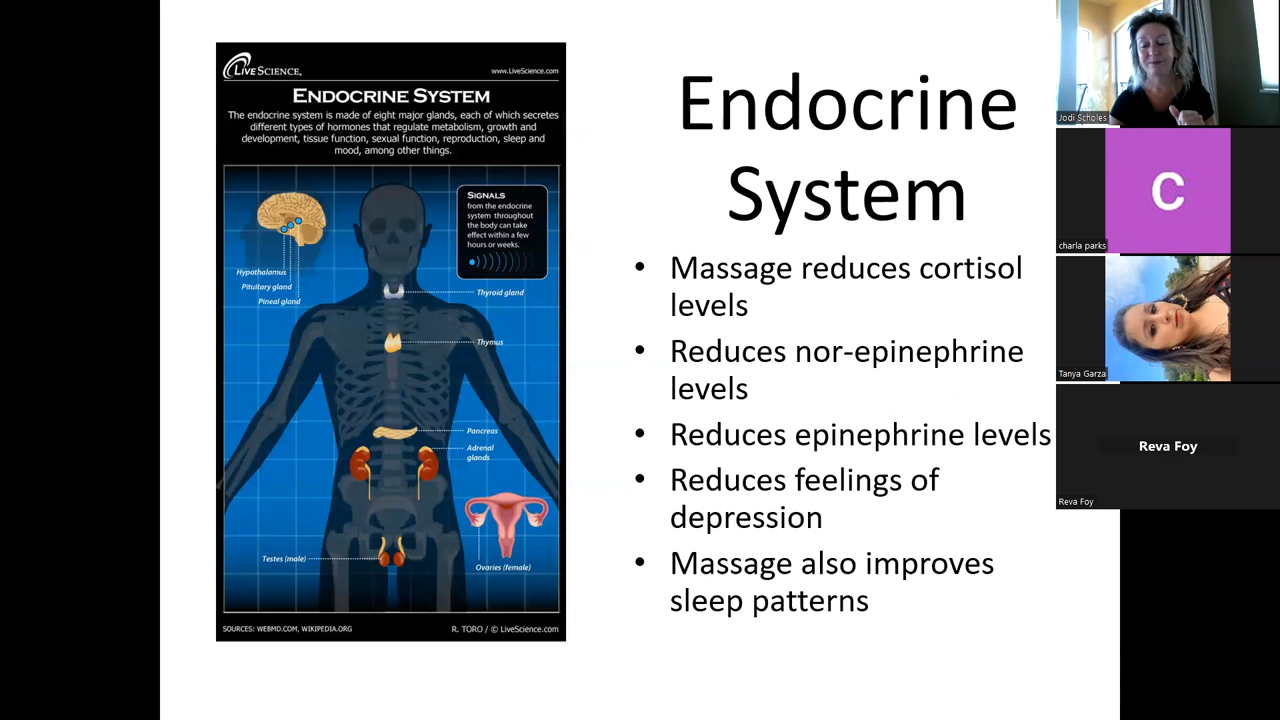 LIVESCIENCE.
www.LiveScience.com
ENDOCRINE SYSTEM
The endocrine system is made of eight major glands, each of which secretes
different types of hormones that regulate metabolism, growth and
development, tissue function, sexual function, reproduction, sleep and
mood, among other things.
SIGNALS
from the endocrine
system throughout
the body can take
effect within a few
hours or weeks.
Hypothalamus
Pituitary gland
Pineal gland
Thyroid gland
Thymus
Pancreas
Adrenal
glands
Testes (male)
Ovaries (female)
SOURCES: WEBMD.COM, WIKIPEDIA.ORG
R. TORO / © LiveScience.com
Endocrine
System
• Massage reduces cortisol
levels
• Reduces nor-epinephrine
levels
• Reduces epinephrine levels
• Reduces feelings of
depression
• Massage also improves
sleep patterns
Jodi Scholes
C
charla parks
Tanya Garza
Reva Foy
Reva Foy